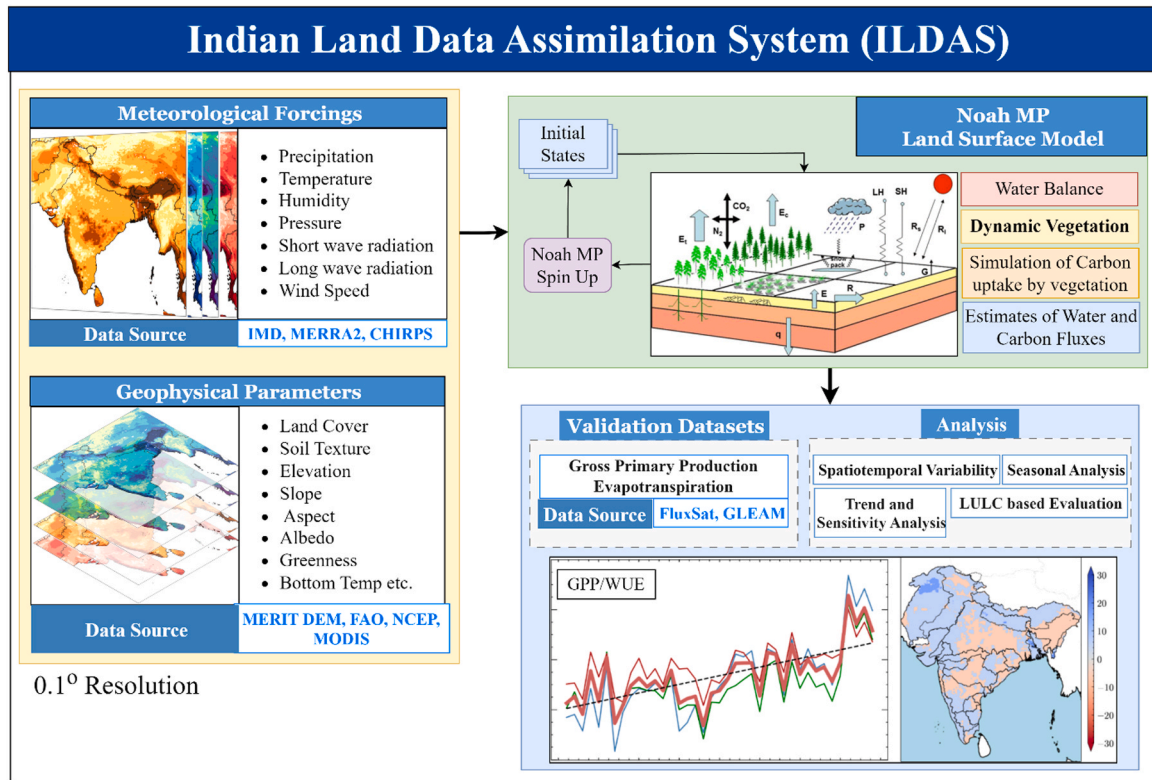 Indian Land Data Assimilation System (ILDAS)
Meteorological Forcings
• Precipitation
• Temperature
• Humidity
• Pressure
• Short wave radiation
• Long wave radiation
• Wind Speed
Data Source
IMD, MERRA2, CHIRPS
Geophysical Parameters
• Land Cover
• Soil Texture
• Elevation
• Slope
• Aspect
• Albedo
• Greenness
• Bottom Temp etc.
Data Source
MERIT DEM, FAO, NCEP,
MODIS
0.1° Resolution
Initial
States
Noah MP
Spin Up
Noah MP
Land Surface Model
CO2
N2
Et
Ec
P
LH
SH
Rs
Rl
snow
pack
G
E
R
q
Water Balance
Dynamic Vegetation
Simulation of Carbon
uptake by vegetation
Estimates of Water and
Carbon Fluxes
Validation Datasets
Gross Primary Production
Evapotranspiration
Data Source
FluxSat, GLEAM
Analysis
Spatiotemporal Variability
Seasonal Analysis
Trend and
Sensitivity Analysis
LULC based Evaluation
GPP/WUE
30
20
10
0
−10
−20
−30